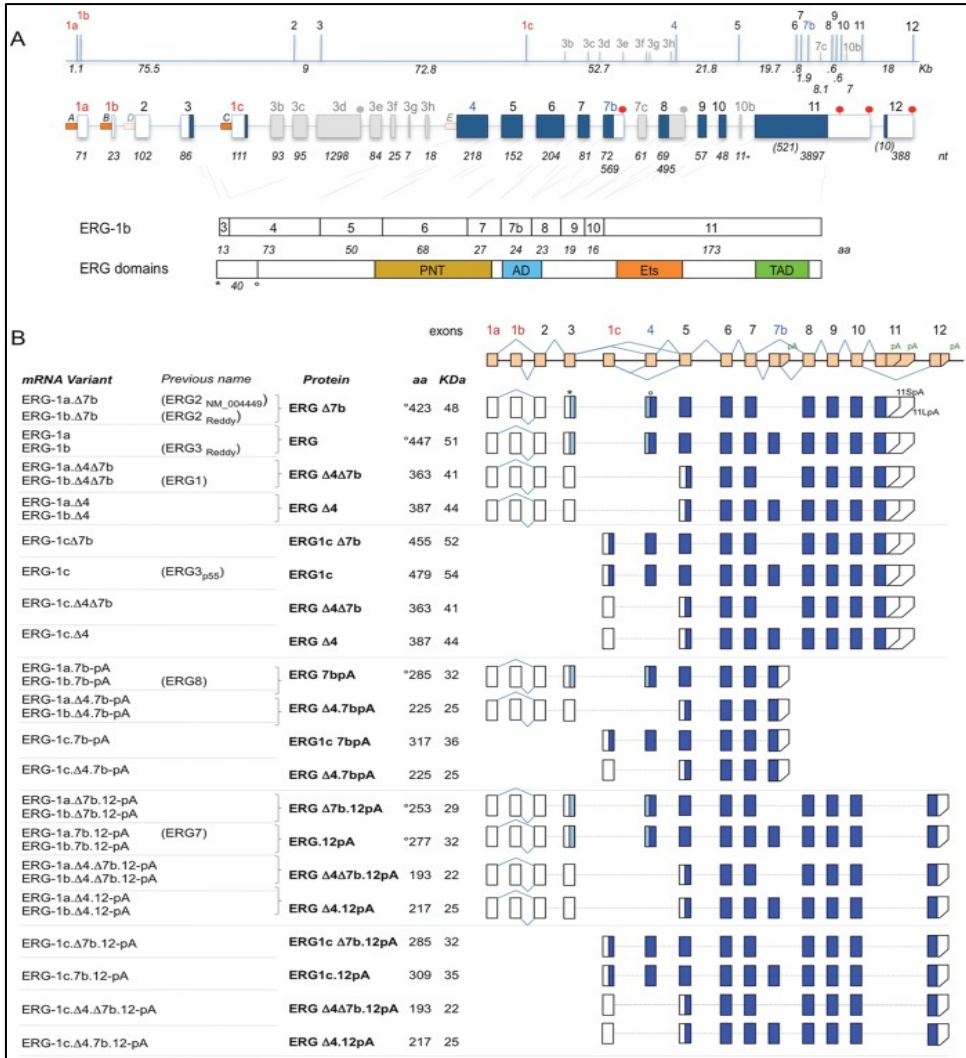 A
1a 1b 2 3 1c 4 5 6 7 7b 8 9 10 11 12
3b 3c 3d 3e 3f 3g 3h 7c 10b
1.1 75.5 9 72.8 52.7 21.8 19.7 .8 1.9 8.1 .6 .6 7 18 Kb
A B D C E
1a 1b 2 3 1c 3b 3c 3d 3e 3f 3g 3h 4 5 6 7 7b 7c 8 9 10 10b 11 12
(521) (10)
71 23 102 86 111 93 95 1298 84 25 7 18 218 152 204 81 72 61 69 57 48 11+ 3897 388 nt
569 495
ERG-1b 3 4 5 6 7 7b 8 9 10 11
13 73 50 68 27 24 23 19 16 173 aa
ERG domains PNT AD Ets TAD
* 40 °
B
exons 1a 1b 2 3 1c 4 5 6 7 7b 8 9 10 11 12
pA pA pA pA
mRNA Variant Previous name Protein aa KDa
* °
11SpA
11LpA
ERG-1a.Δ7b (ERG2 NM_004449)
ERG-1b.Δ7b (ERG2 Reddy)
ERG Δ7b °423 48
ERG-1a
ERG-1b (ERG3 Reddy)
ERG °447 51
ERG-1a.Δ4Δ7b
ERG-1b.Δ4Δ7b (ERG1)
ERG Δ4Δ7b 363 41
ERG-1a.Δ4
ERG-1b.Δ4
ERG Δ4 387 44
ERG-1cΔ7b ERG1c Δ7b 455 52
ERG-1c (ERG3p55) ERG1c 479 54
ERG-1c.Δ4Δ7b ERG Δ4Δ7b 363 41
ERG-1c.Δ4 ERG Δ4 387 44
ERG-1a.7b-pA
ERG-1b.7b-pA (ERG8)
ERG 7bpA °285 32
ERG-1a.Δ4.7b-pA
ERG-1b.Δ4.7b-pA
ERG Δ4.7bpA 225 25
ERG-1c.7b-pA ERG1c 7bpA 317 36
ERG-1c.Δ4.7b-pA ERG Δ4.7bpA 225 25
ERG-1a.Δ7b.12-pA
ERG-1b.Δ7b.12-pA
ERG Δ7b.12pA °253 29
ERG-1a.7b.12-pA (ERG7)
ERG-1b.7b.12-pA
ERG.12pA °277 32
ERG-1a.Δ4.Δ7b.12-pA
ERG-1b.Δ4.Δ7b.12-pA
ERG Δ4Δ7b.12pA 193 22
ERG-1a.Δ4.12-pA
ERG-1b.Δ4.12-pA
ERG Δ4.12pA 217 25
ERG-1c.Δ7b.12-pA ERG1c Δ7b.12pA 285 32
ERG-1c.7b.12-pA ERG1c.12pA 309 35
ERG-1c.Δ4.Δ7b.12-pA ERG Δ4Δ7b.12pA 193 22
ERG-1c.Δ4.7b.12-pA ERG Δ4.12pA 217 25